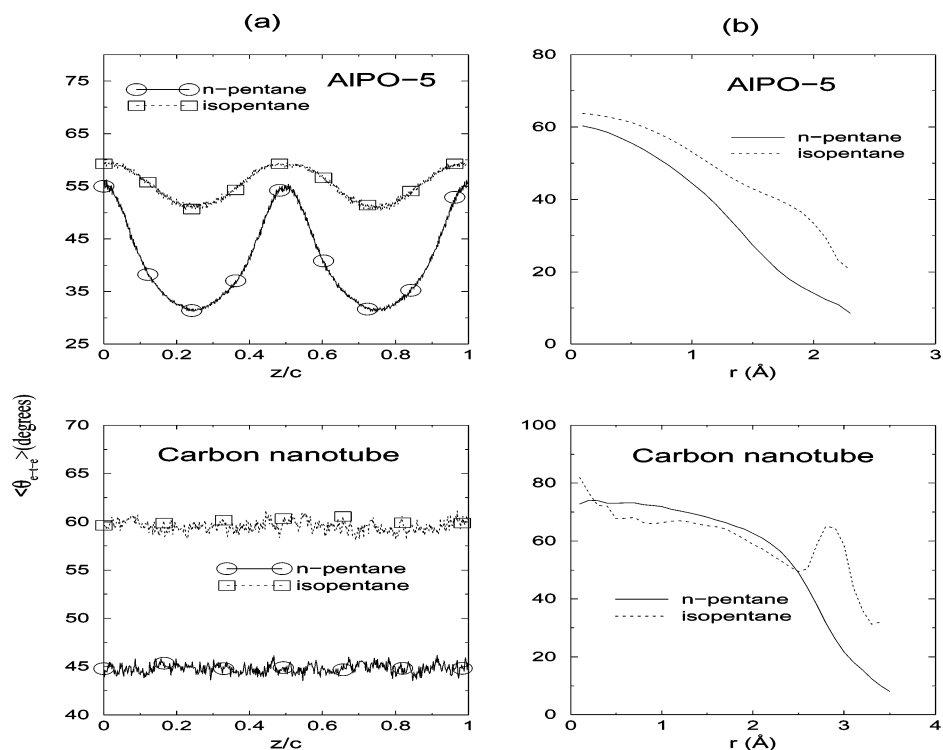 (a)
(b)
75
65
55
45
35
25
AlPO−5
n−pentane
isopentane
0
0.2
0.4
0.6
0.8
1
z/c
80
60
40
20
0
AlPO−5
n−pentane
isopentane
0
1
2
3
r (Å)
<θe−t−e>(degrees)
70
65
60
55
50
45
40
Carbon nanotube
n−pentane
isopentane
0
0.2
0.4
0.6
0.8
1
z/c
100
80
60
40
20
0
Carbon nanotube
n−pentane
isopentane
0
1
2
3
4
r (Å)